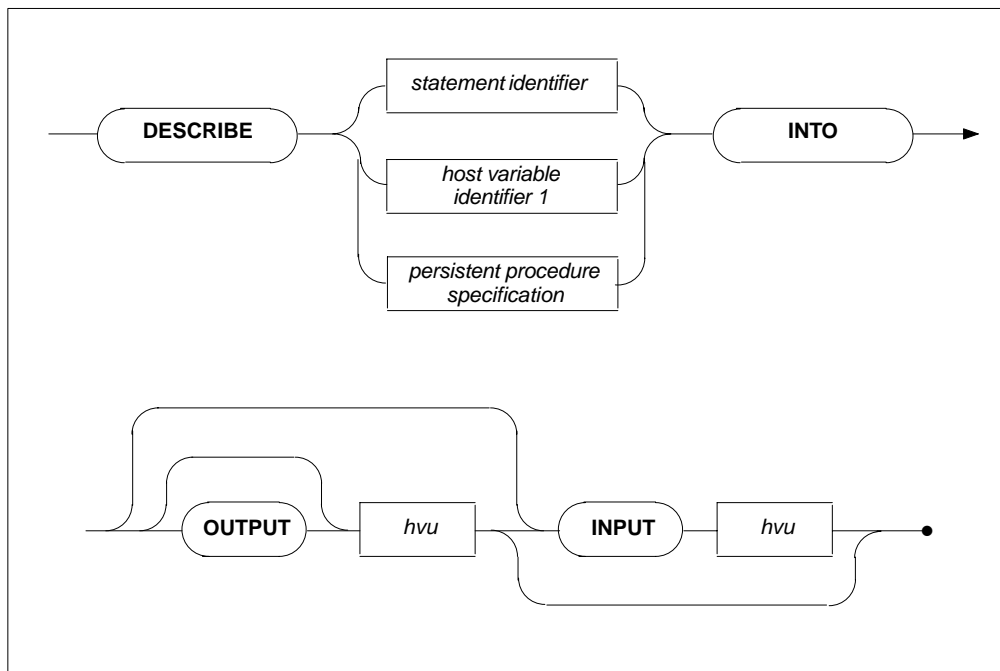 statement identifier
DESCRIBE
INTO
host variable
identifier 1
persistent procedure
specification
OUTPUT
hvu
INPUT
hvu